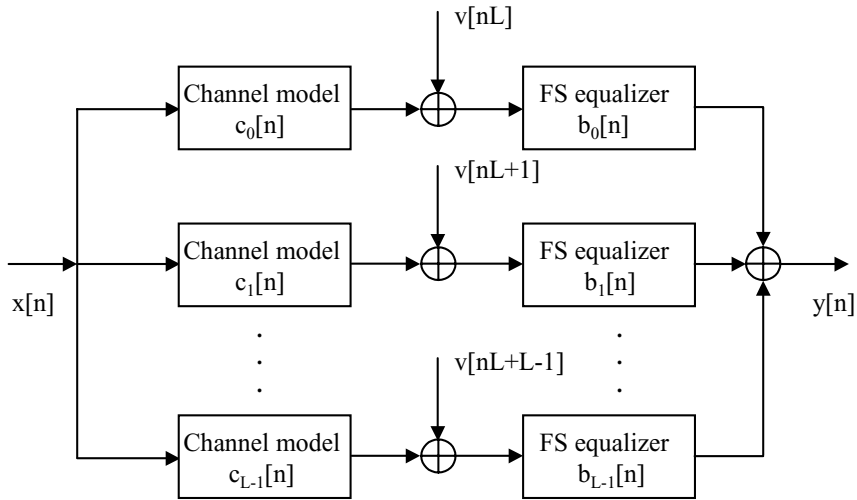 v[nL]
Channel model
c₀[n]
FS equalizer
b₀[n]
v[nL+1]
Channel model
c₁[n]
FS equalizer
b₁[n]
x[n]
y[n]
v[nL+L-1]
Channel model
c_{L-1}[n]
FS equalizer
b_{L-1}[n]